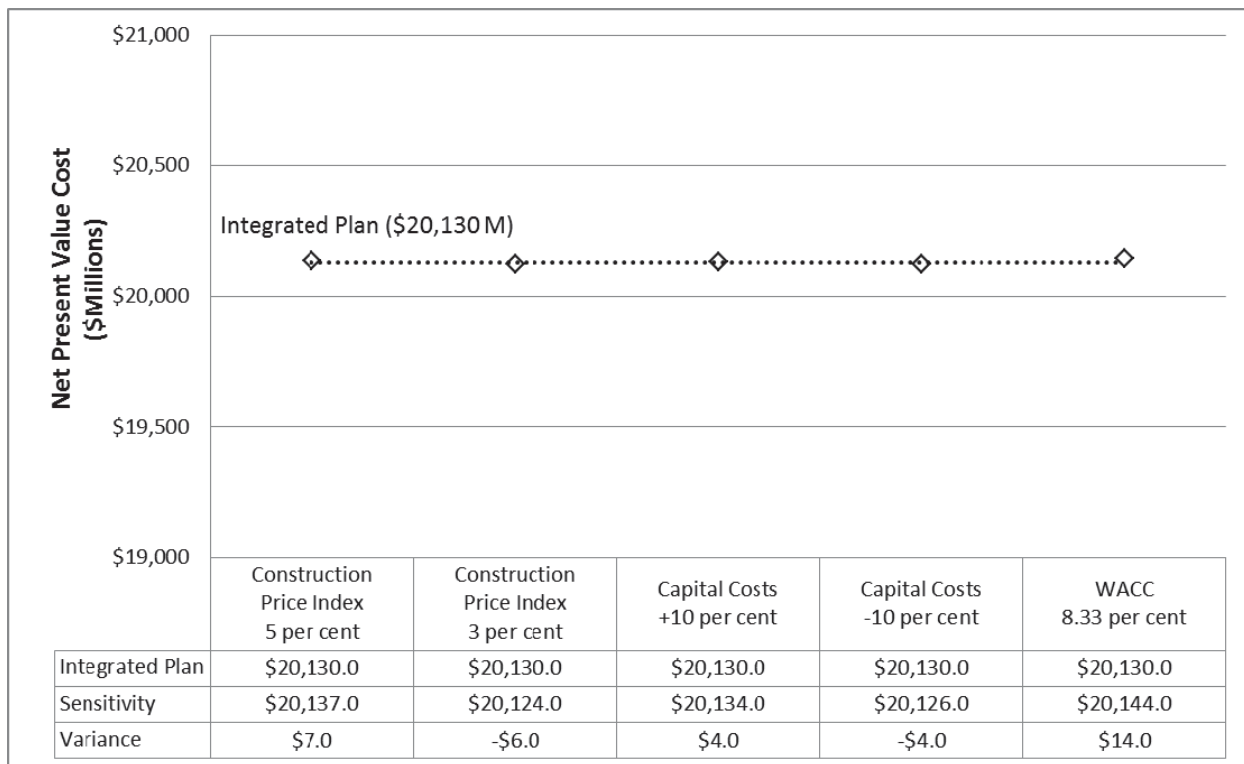 $21,000
$20,500
Integrated Plan ($20,130 M)
$20,000
$19,500
$19,000
Net Present Value Cost
($Millions)
Construction
Price Index
5 per cent
Construction
Price Index
3 per cent
Capital Costs
+10 per cent
Capital Costs
-10 per cent
WACC
8.33 per cent
Integrated Plan $20,130.0 $20,130.0 $20,130.0 $20,130.0 $20,130.0
Sensitivity $20,137.0 $20,124.0 $20,134.0 $20,126.0 $20,144.0
Variance $7.0 -$6.0 $4.0 -$4.0 $14.0